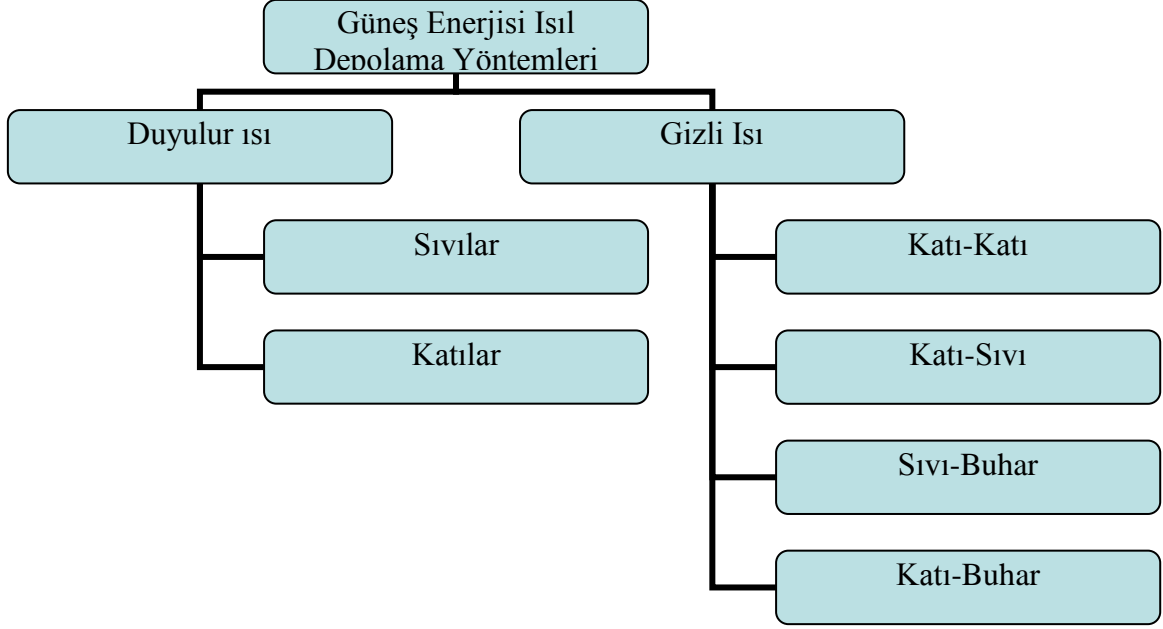 Güneş Enerjisi Isıl
Depolama Yöntemleri
Duyulur ısı
Gizli Isı
Sıvılar
Katılar
Katı-Katı
Katı-Sıvı
Sıvı-Buhar
Katı-Buhar